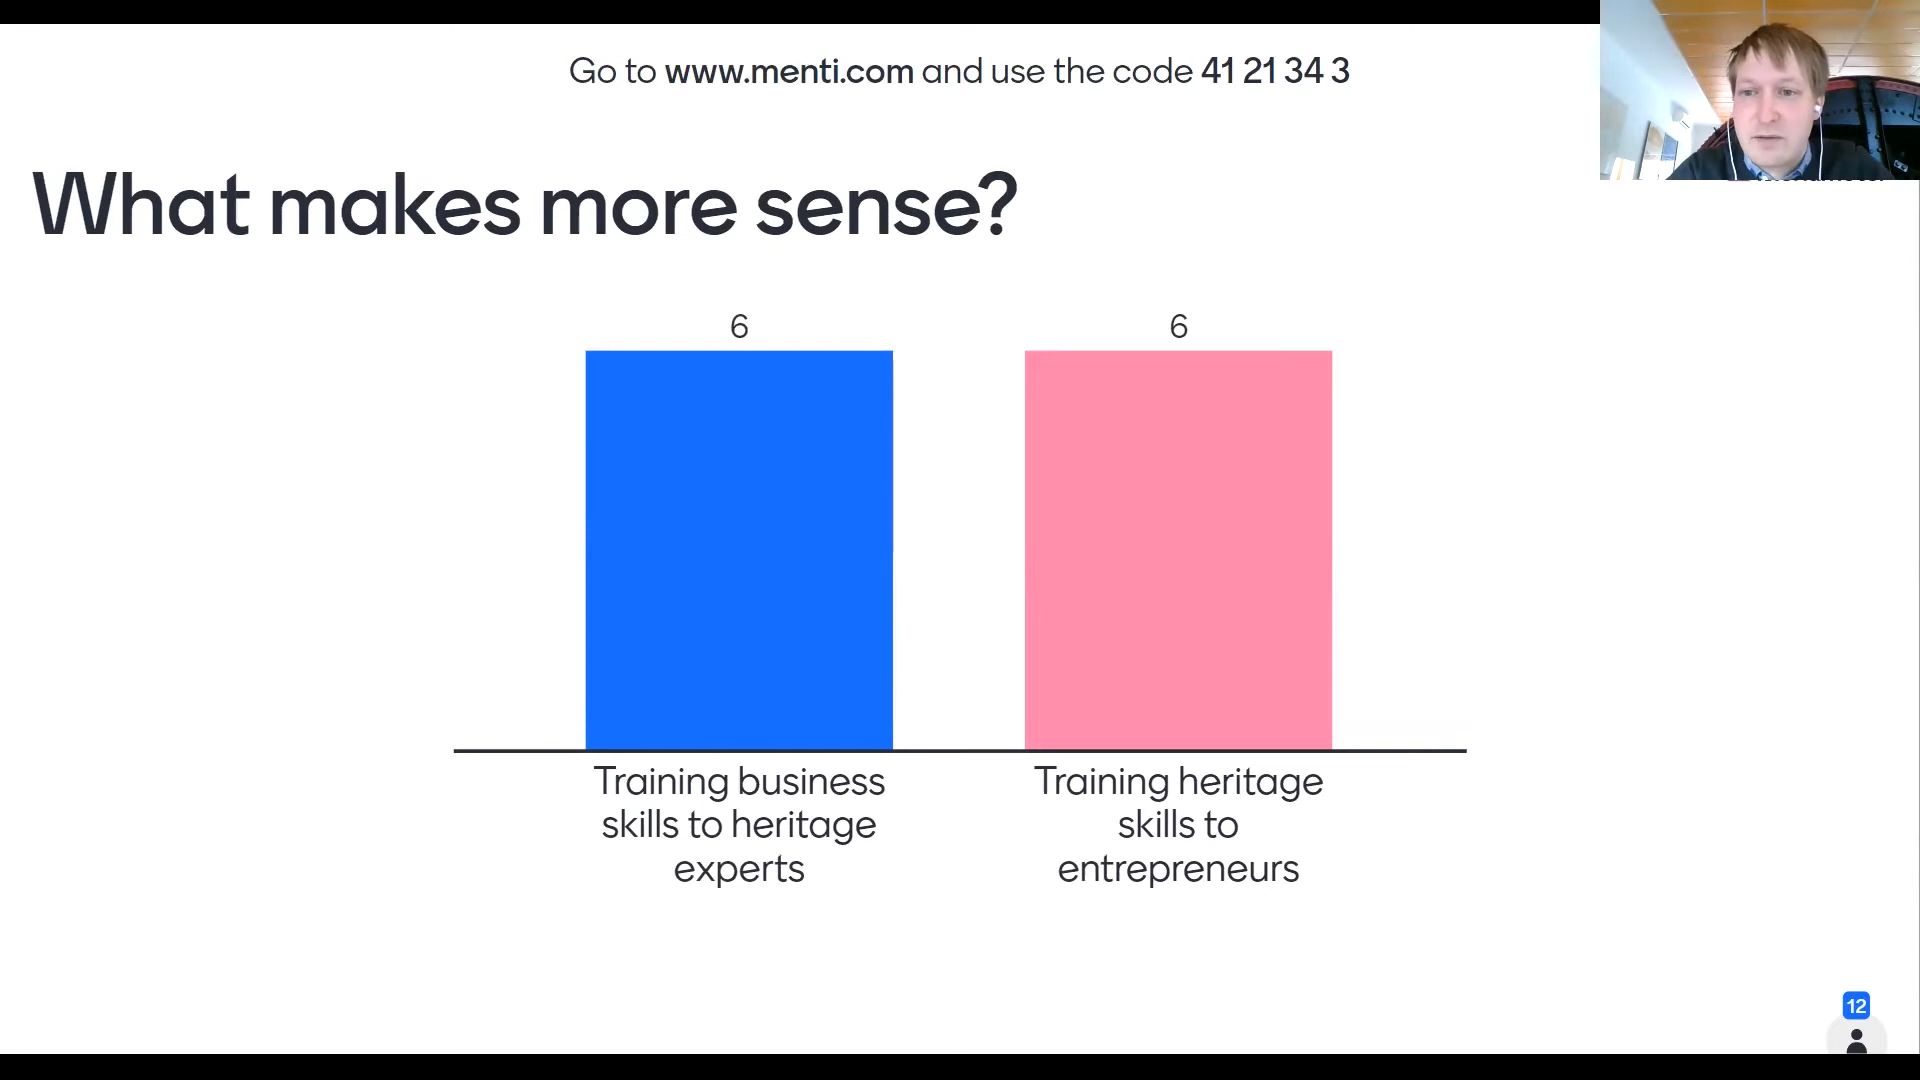 Go to www.menti.com and use the code 41 21 34 3
What makes more sense?
6
6
Training business
skills to heritage
experts
Training heritage
skills to
entrepreneurs
12